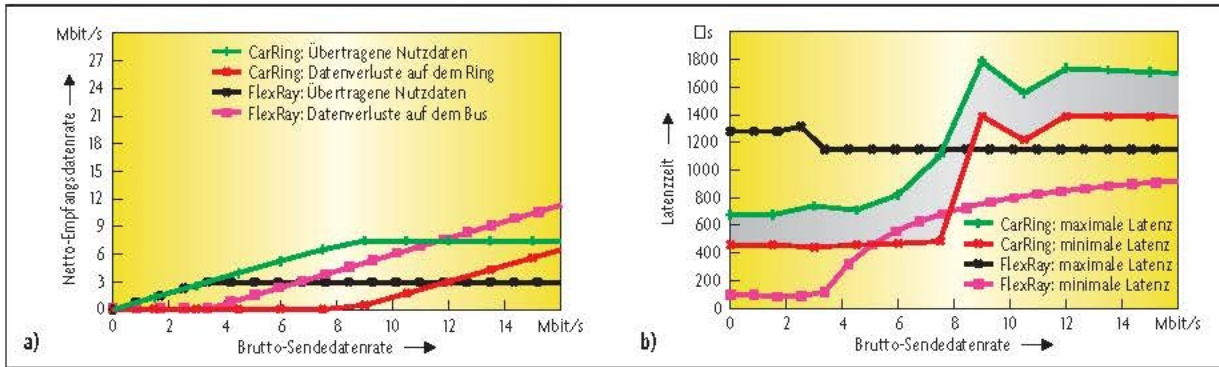 Mbit/s
27
24
21
18
15
12
9
6
3
0
Netto-Empfangsdatenrate
CarRing: Übertragene Nutzdaten
CarRing: Datenverluste auf dem Ring
FlexRay: Übertragene Nutzdaten
FlexRay: Datenverluste auf dem Bus
0 2 4 6 8 10 12 14 Mbit/s
a) Brutto-Sendedatenrate
□s
1800
1600
1400
1200
1000
800
600
400
200
0
Latenzzeit
CarRing: maximale Latenz
CarRing: minimale Latenz
FlexRay: maximale Latenz
FlexRay: minimale Latenz
0 2 4 6 8 10 12 14 Mbit/s
b) Brutto-Sendedatenrate